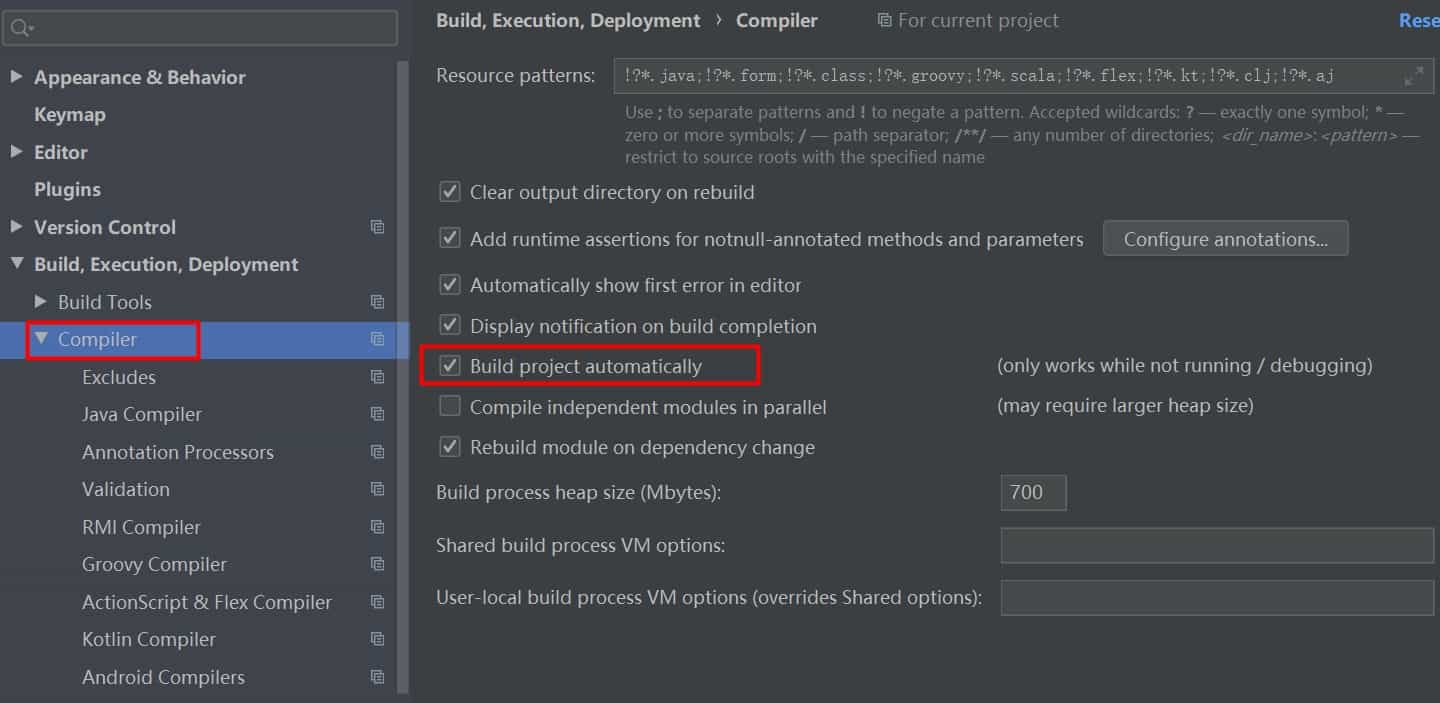 Appearance & Behavior
Keymap
Editor
Plugins
Version Control
Build, Execution, Deployment
Build Tools
Compiler
Excludes
Java Compiler
Annotation Processors
Validation
RMI Compiler
Groovy Compiler
ActionScript & Flex Compiler
Kotlin Compiler
Android Compilers
Build, Execution, Deployment › Compiler For current project Rese
Resource patterns: !?*.java;!?*.form;!?*.class;!?*.groovy;!?*.scala;!?*.flex;!?*.kt;!?*.clj;!?*.aj
Use ; to separate patterns and ! to negate a pattern. Accepted wildcards: ? — exactly one symbol; * —
zero or more symbols; / — path separator; /**/ — any number of directories; <dir_name>:<pattern> —
restrict to source roots with the specified name
Clear output directory on rebuild
Add runtime assertions for notnull-annotated methods and parameters Configure annotations...
Automatically show first error in editor
Display notification on build completion
Build project automatically (only works while not running / debugging)
Compile independent modules in parallel (may require larger heap size)
Rebuild module on dependency change
Build process heap size (Mbytes): 700
Shared build process VM options:
User-local build process VM options (overrides Shared options):